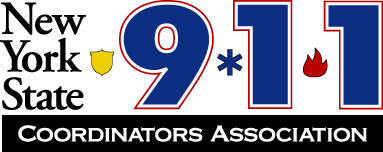 New
York
State
9*1*1
COORDINATORS ASSOCIATION